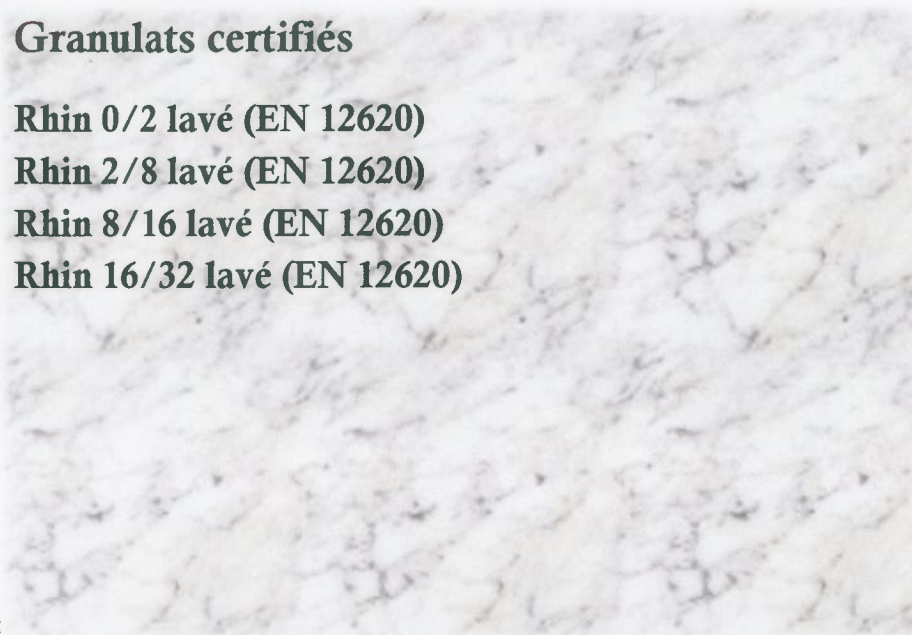 Granulats certifiés
Rhin 0/2 lavé (EN 12620)
Rhin 2/8 lavé (EN 12620)
Rhin 8/16 lavé (EN 12620)
Rhin 16/32 lavé (EN 12620)